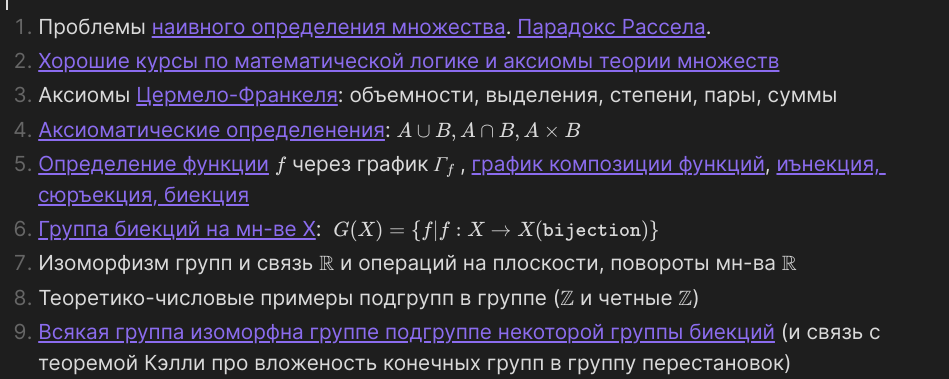 1. Проблемы наивного определения множества. Парадокс Рассела.
2. Хорошие курсы по математической логике и аксиомы теории множеств
3. Аксиомы Цермело-Франкеля: объемности, выделения, степени, пары, суммы
4. Аксиоматические определенения: A ∪ B, A ∩ B, A × B
5. Определение функции f через график Γ_f , график композиции функций, иънекция,
сюръекция, биекция
6. Группа биекций на мн-ве X: G(X) = {f|f : X → X(bijection)}
7. Изоморфизм групп и связь ℝ и операций на плоскости, повороты мн-ва ℝ
8. Теоретико-числовые примеры подгрупп в группе (ℤ и четные ℤ)
9. Всякая группа изоморфна группе подгруппе некоторой группы биекций (и связь с
теоремой Кэлли про вложеность конечных групп в группу перестановок)